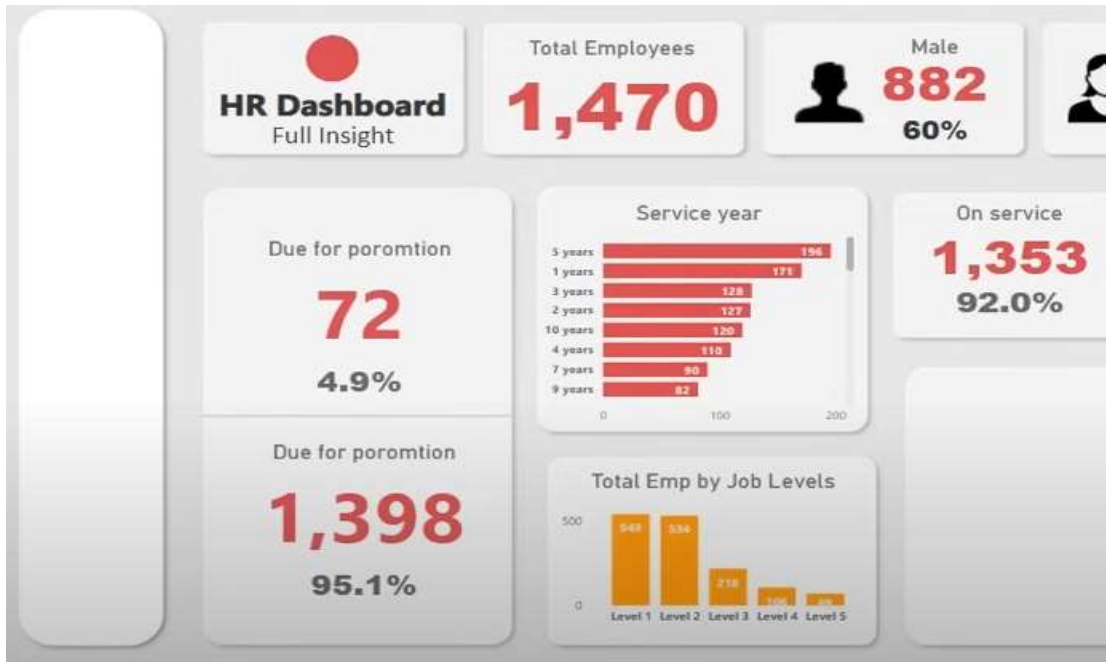 HR Dashboard
Full Insight
Total Employees
1,470
Male
882
60%
Due for poromtion
72
4.9%
Due for poromtion
1,398
95.1%
Service year
5 years 196
1 years 171
3 years 128
2 years 127
10 years 120
4 years 110
7 years 90
9 years 82
0 100 200
On service
1,353
92.0%
Total Emp by Job Levels
500
543 534 218 106
0
Level 1 Level 2 Level 3 Level 4 Level 5